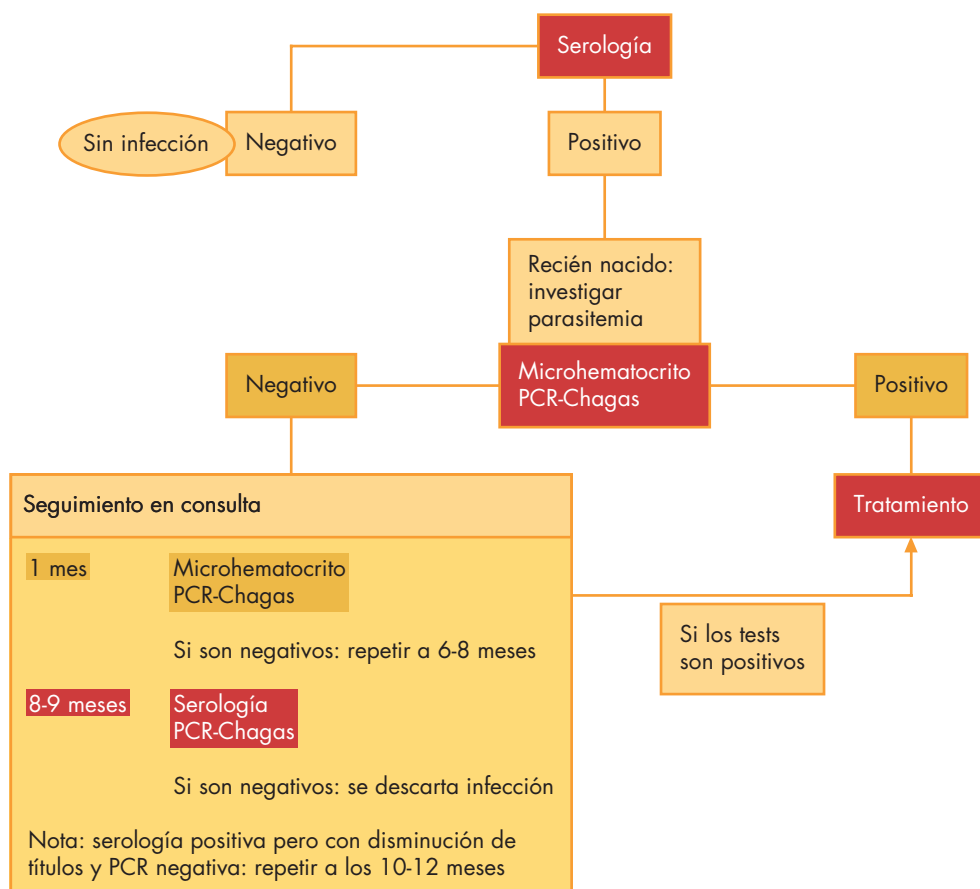 Serología
Sin infección
Negativo
Positivo
Recién nacido:
investigar
parasitemia
Negativo
Microhematocrito
PCR-Chagas
Positivo
Seguimiento en consulta
Tratamiento
1 mes
Microhematocrito
PCR-Chagas
Si son negativos: repetir a 6-8 meses
Si los tests
son positivos
8-9 meses
Serología
PCR-Chagas
Si son negativos: se descarta infección
Nota: serología positiva pero con disminución de
títulos y PCR negativa: repetir a los 10-12 meses